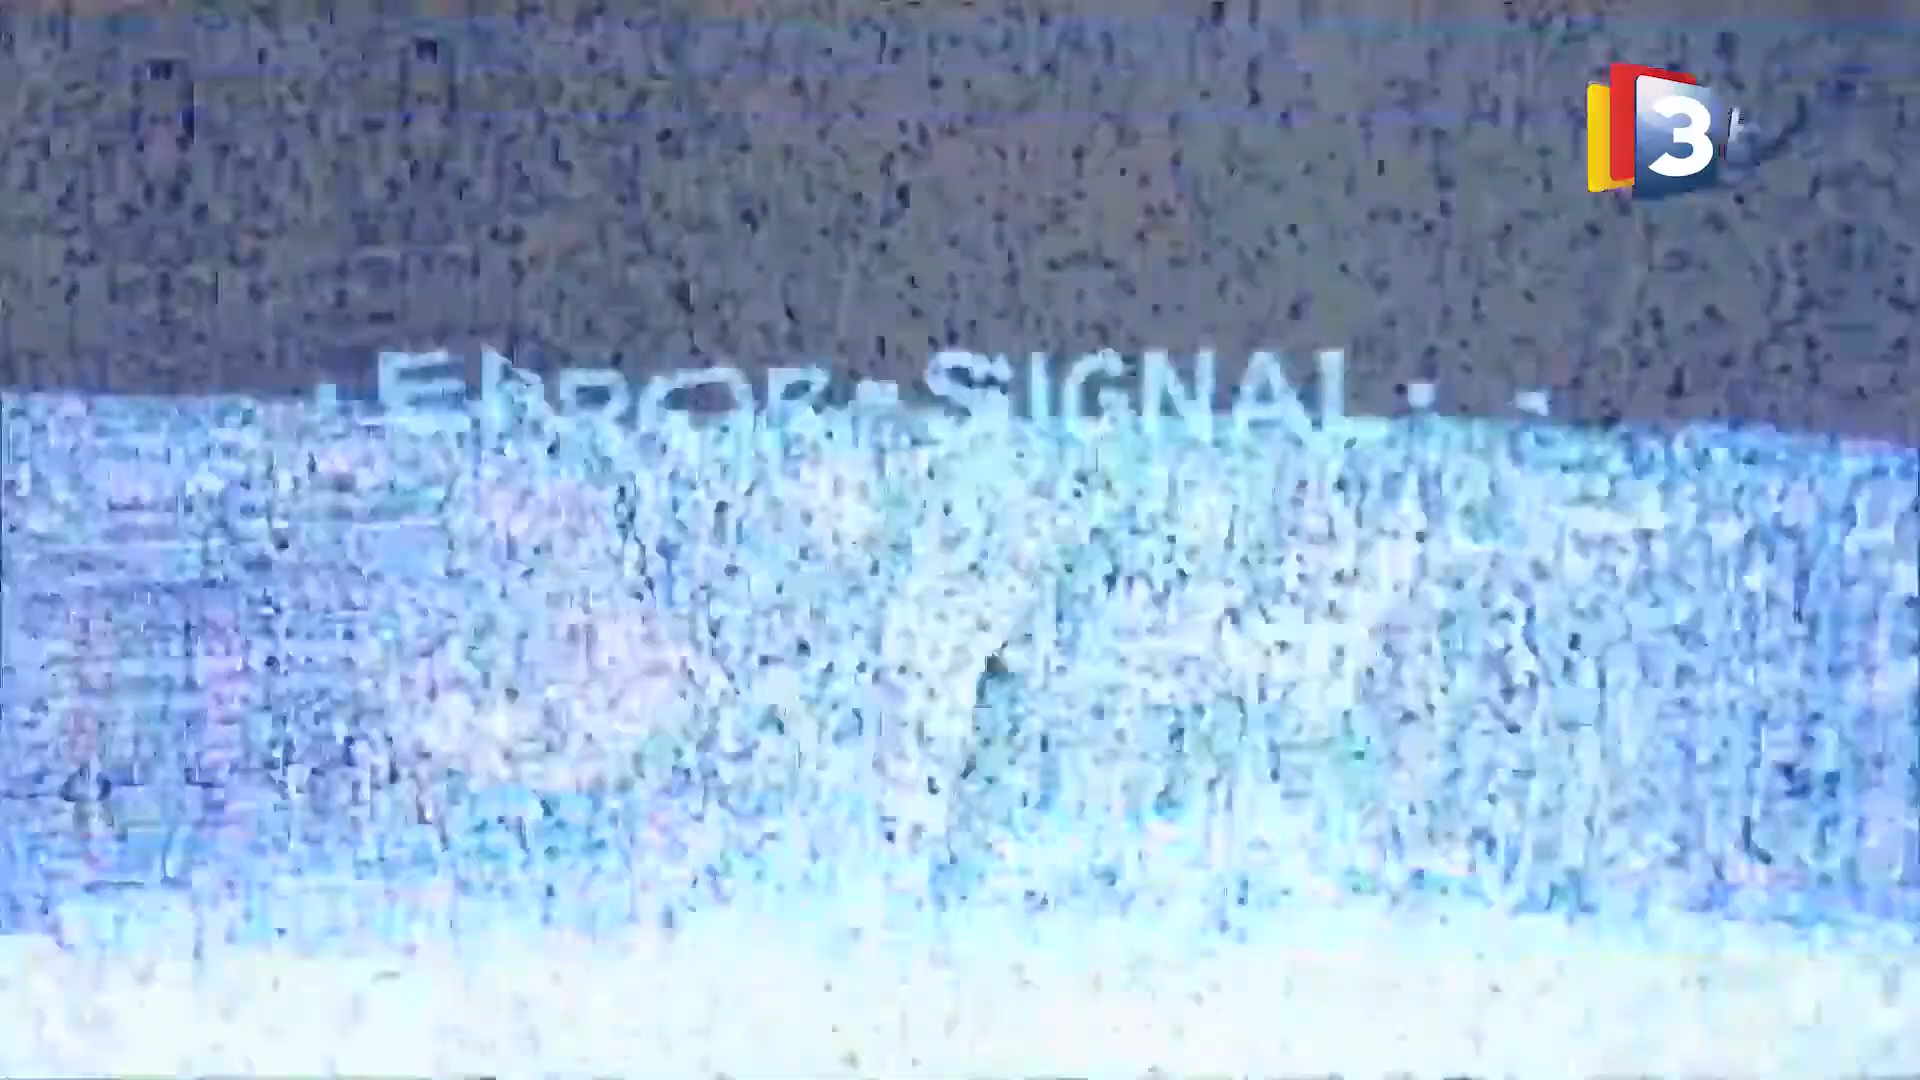 3
ERROR SIGNAL . .